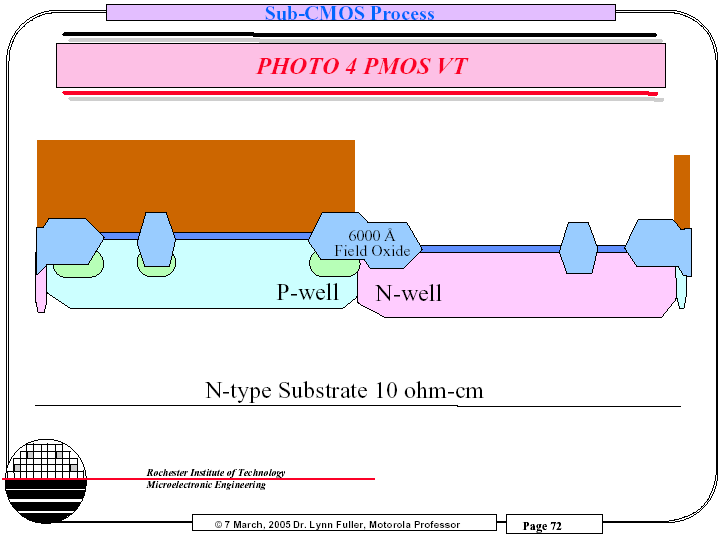 Sub-CMOS Process
PHOTO 4 PMOS VT
6000 Å
Field Oxide
P-well
N-well
N-type Substrate 10 ohm-cm
Rochester Institute of Technology
Microelectronic Engineering
© 7 March, 2005 Dr. Lynn Fuller, Motorola Professor
Page 72